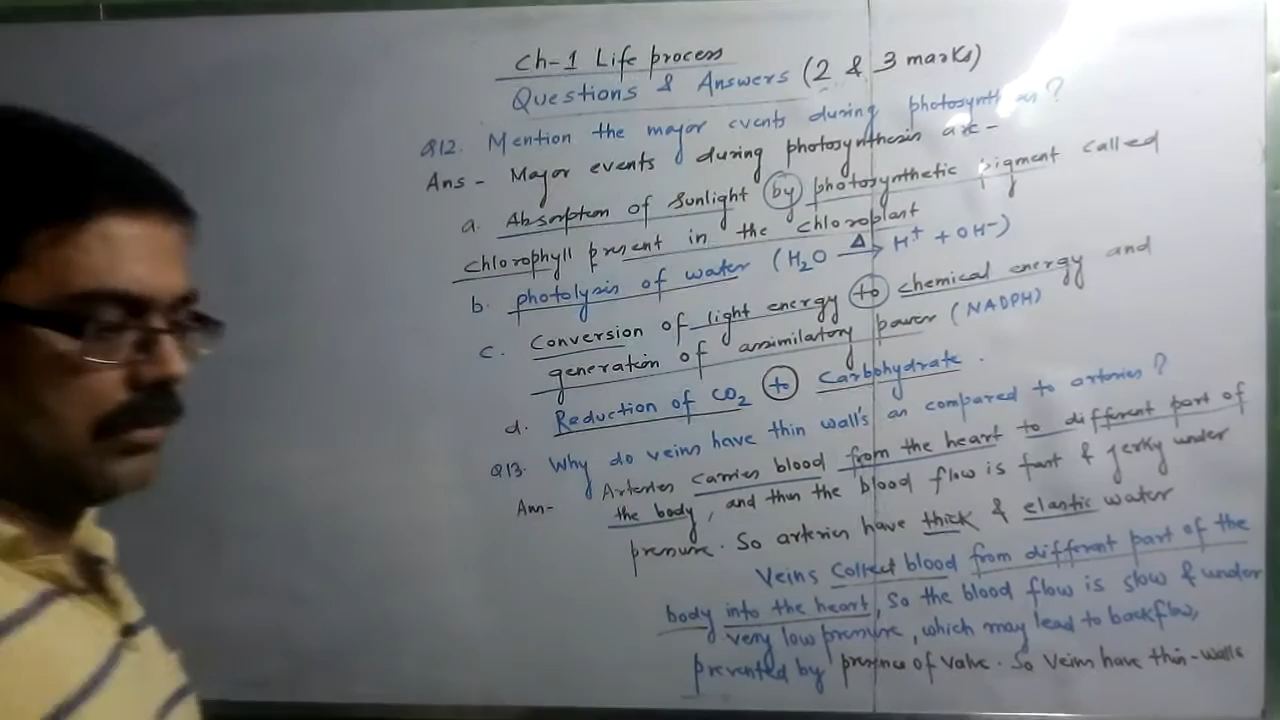 Ch-1 Life process
Questions & Answers (2 & 3 marks)
Q12. Mention the major events during photosynthesis?
Ans - Major events during photosynthesis are -
a. Absorption of sunlight by photosynthetic pigment called
chlorophyll present in the chloroplant
b. photolysis of water (H₂O —Δ→ H⁺ + OH⁻)
c. Conversion of light energy to chemical energy and
generation of assimilatory power (NADPH)
d. Reduction of CO₂ to Carbohydrate.
Q13. Why do veins have thin wall's as compared to arteries?
Ans- Arteries carries blood from the heart to different part of
the body, and thus the blood flow is fast & jerky under
pressure. So arteries have thick & elastic water
Veins Collect blood from different part of the
body into the heart, So the blood flow is slow & under
very low pressure, which may lead to backflow,
prevented by presence of valve. So Veins have thin-walls